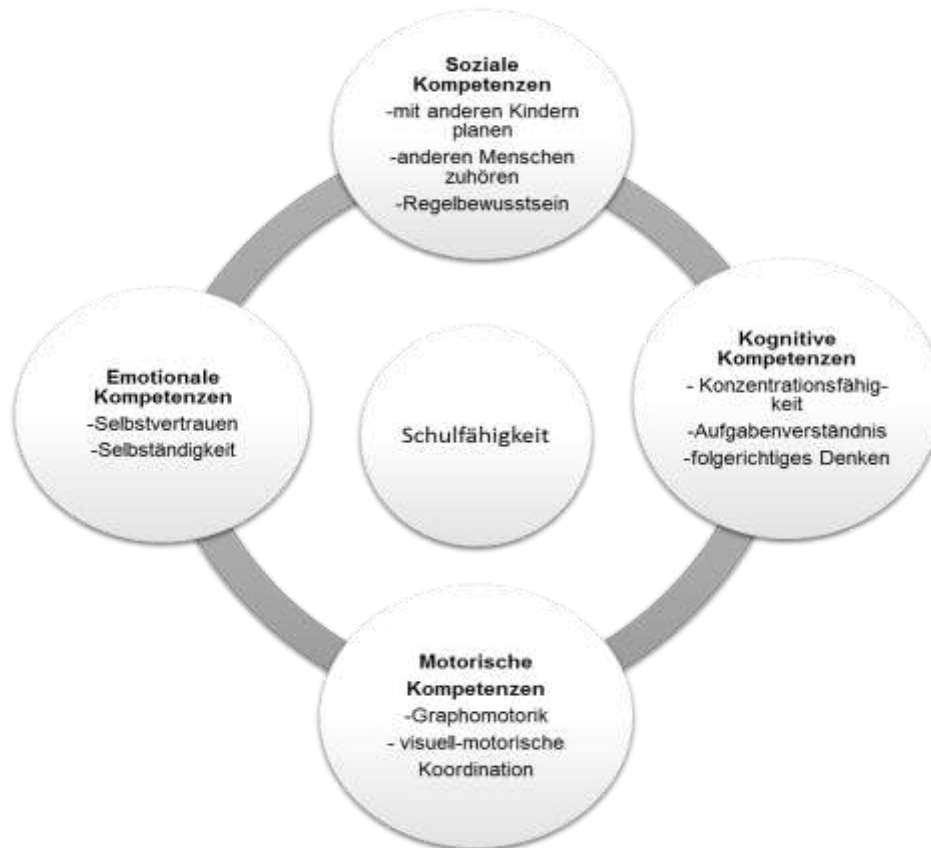 Soziale
Kompetenzen
-mit anderen Kindern
planen
-anderen Menschen
zuhören
-Regelbewusstsein
Emotionale
Kompetenzen
-Selbstvertrauen
-Selbständigkeit
Schulfähigkeit
Kognitive
Kompetenzen
- Konzentrationsfähig-
keit
-Aufgabenverständnis
-folgerichtiges Denken
Motorische
Kompetenzen
-Graphomotorik
- visuell-motorische
Koordination